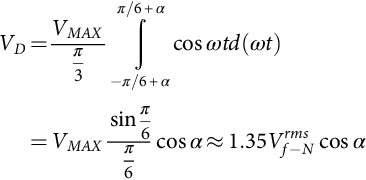 V_D = \frac{V_{MAX}}{\frac{\pi}{3}} \int_{-\pi/6+\alpha}^{\pi/6+\alpha} \cos \omega t d(\omega t)
= V_{MAX} \frac{\sin \frac{\pi}{6}}{\frac{\pi}{6}} \cos \alpha \approx 1.35 V_{f-N}^{rms} \cos \alpha